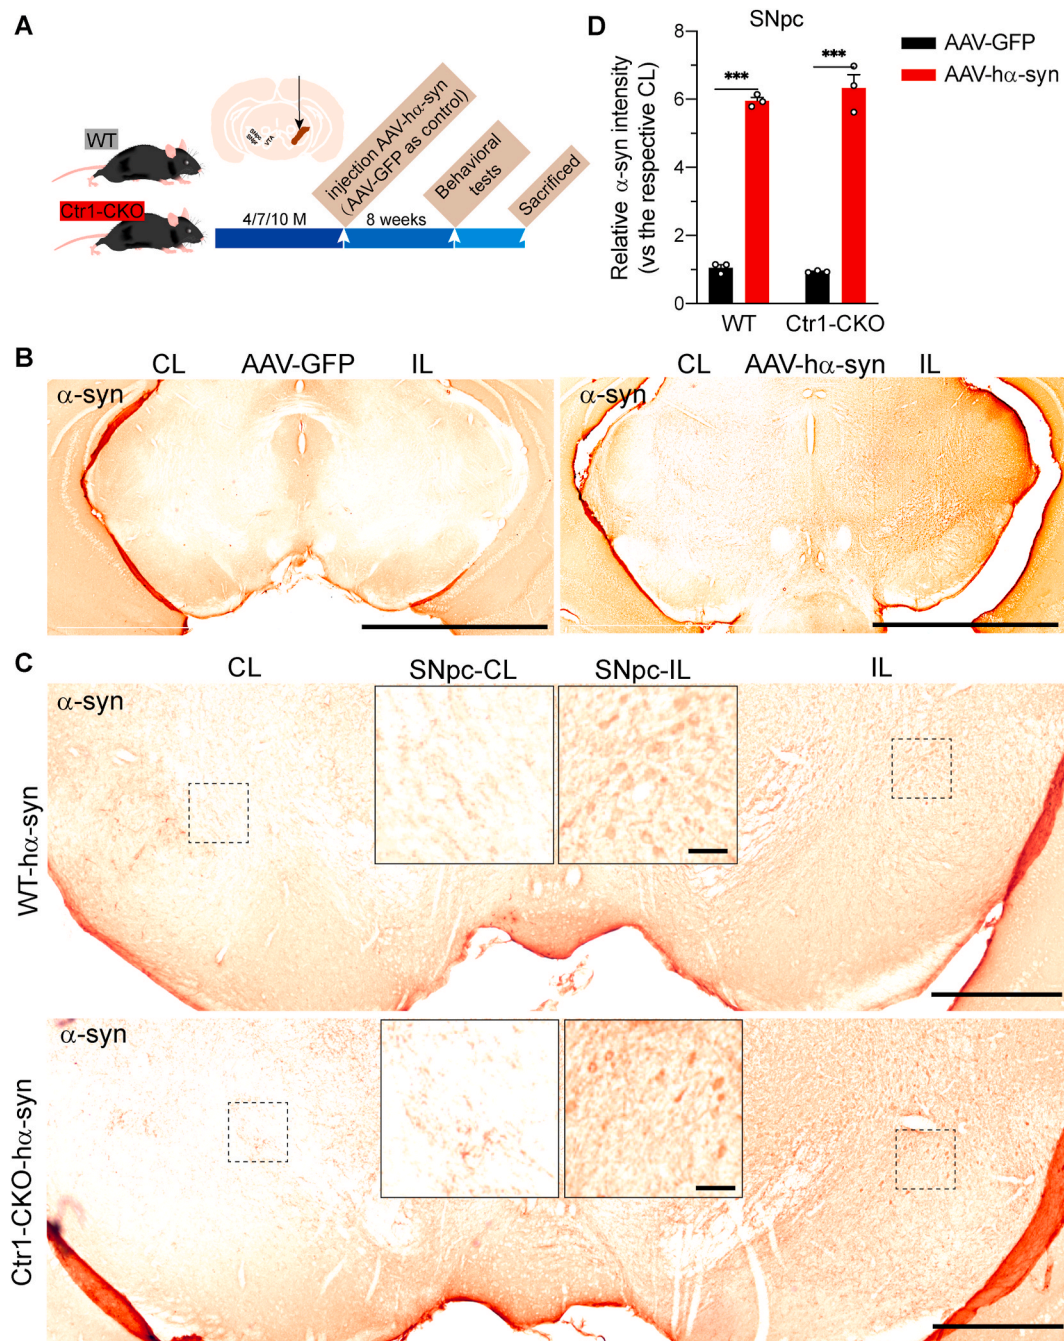 A
WT
Ctr1-CKO
SNpc
SNpr
VTA
injection AAV-hα-syn
(AAV-GFP as control)
Behavioral
tests
Sacrificed
4/7/10 M
8 weeks
D
SNpc
AAV-GFP
AAV-hα-syn
Relative α-syn intensity
(vs the respective CL)
8
6
4
2
0
***
***
WT
Ctr1-CKO
B
CL
AAV-GFP
IL
α-syn
CL
AAV-hα-syn
IL
α-syn
C
CL
SNpc-CL
SNpc-IL
IL
α-syn
WT-hα-syn
α-syn
Ctr1-CKO-hα-syn